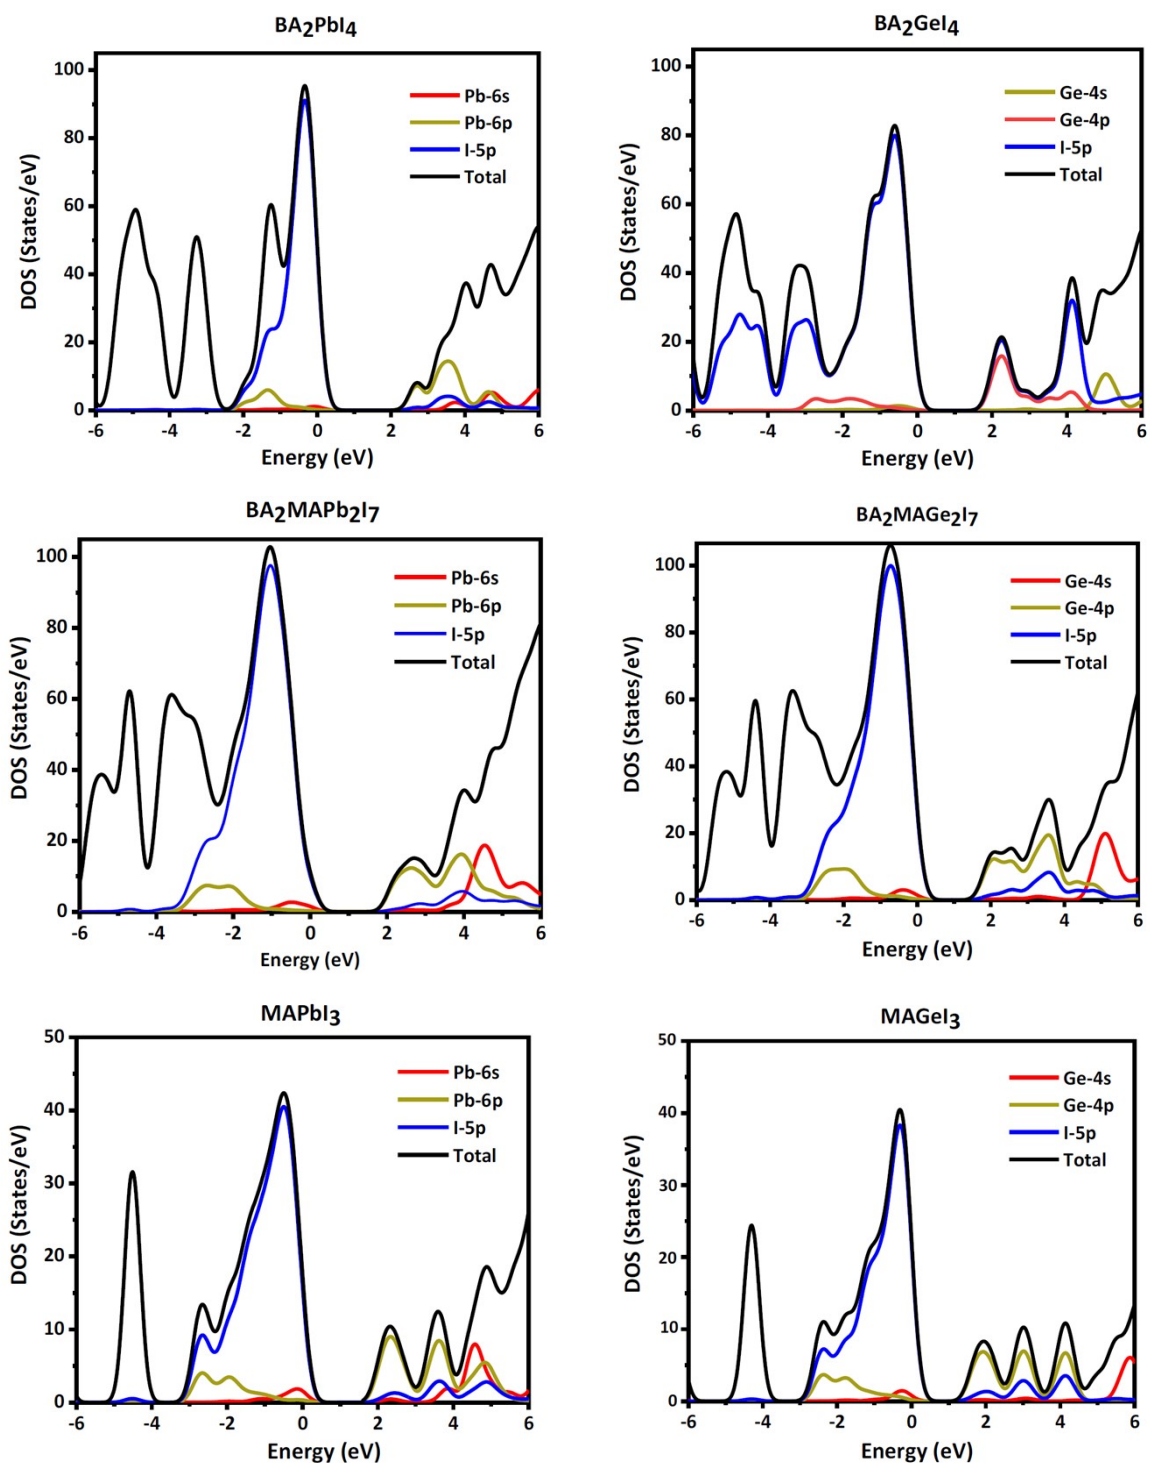 BA2PbI4
100
80
60
40
20
0
DOS (States/eV)
Pb-6s
Pb-6p
I-5p
Total
-6 -4 -2 0 2 4 6
Energy (eV)
BA2GeI4
100
80
60
40
20
0
DOS (States/eV)
Ge-4s
Ge-4p
I-5p
Total
-6 -4 -2 0 2 4 6
Energy (eV)
BA2MAPb2I7
100
80
60
40
20
0
DOS (States/eV)
Pb-6s
Pb-6p
I-5p
Total
-6 -4 -2 0 2 4 6
Energy (eV)
BA2MAGe2I7
100
80
60
40
20
0
DOS (States/eV)
Ge-4s
Ge-4p
I-5p
Total
-6 -4 -2 0 2 4 6
Energy (eV)
MAPbI3
50
40
30
20
10
0
DOS (States/eV)
Pb-6s
Pb-6p
I-5p
Total
-6 -4 -2 0 2 4 6
Energy (eV)
MAGeI3
50
40
30
20
10
0
DOS (States/eV)
Ge-4s
Ge-4p
I-5p
Total
-6 -4 -2 0 2 4 6
Energy (eV)